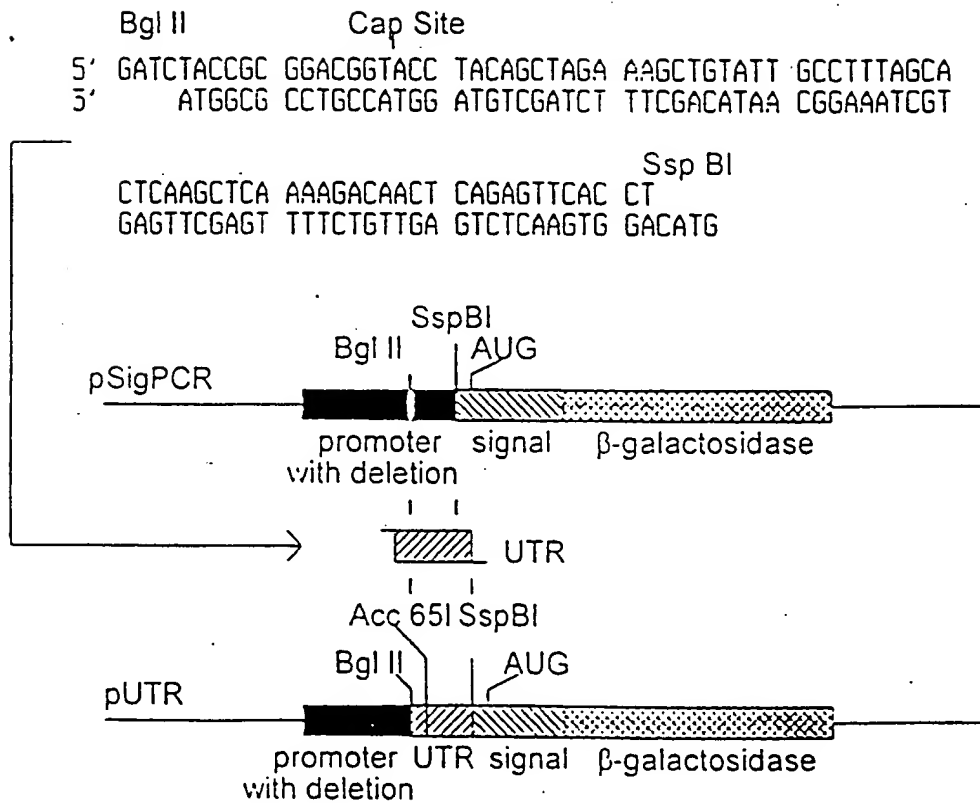 Bgl II Cap Site
5' GATCTACCGC GGACGGTACC TACAGCTAGA AAGCTGTATT GCCTTTAGCA
3' ATGGCG CCTGCCATGG ATGTCGATCT TTCGACATAA CGGAAATCGT
Ssp BI
CTCAAGCTCA AAAGACAACT CAGAGTTCAC CT
GAGTTCGAGT TTTCTGTTGA GTCTCAAGTG GACATG
SspBI
Bgl II AUG
pSigPCR
promoter signal β-galactosidase
with deletion
UTR
Acc 65I SspBI
Bgl II AUG
pUTR
promoter UTR signal β-galactosidase
with deletion